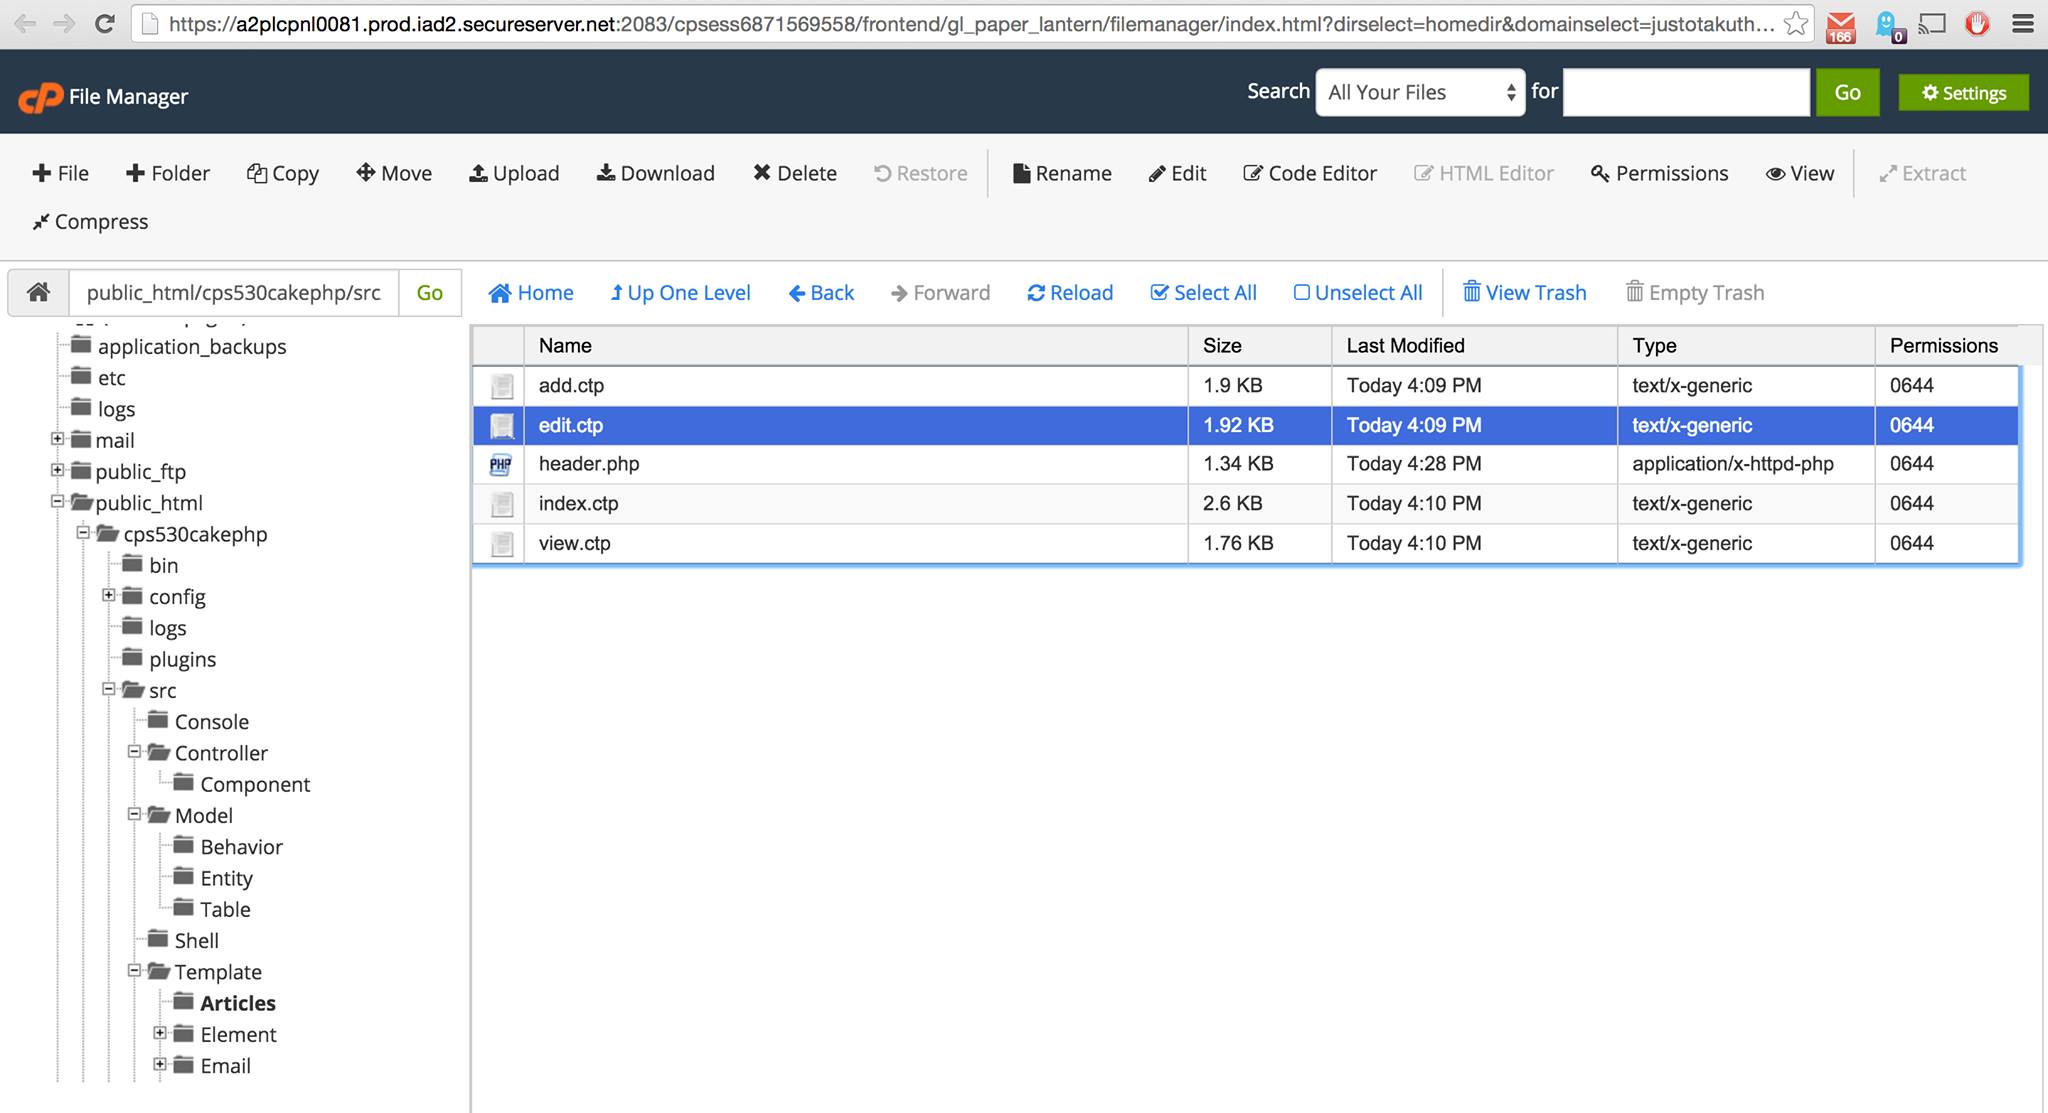 https://a2plcpnl0081.prod.iad2.secureserver.net:2083/cpsess6871569558/frontend/gl_paper_lantern/filemanager/index.html?dirselect=homedir&domainselect=justotakuth...
166
0
cP File Manager
Search All Your Files for Go Settings
File Folder Copy Move Upload Download Delete Restore Rename Edit Code Editor HTML Editor Permissions View Extract
Compress
public_html/cps530cakephp/src Go Home Up One Level Back Forward Reload Select All Unselect All View Trash Empty Trash
application_backups
etc
logs
mail
public_ftp
public_html
cps530cakephp
bin
config
logs
plugins
src
Console
Controller
Component
Model
Behavior
Entity
Table
Shell
Template
Articles
Element
Email
Name Size Last Modified Type Permissions
add.ctp 1.9 KB Today 4:09 PM text/x-generic 0644
edit.ctp 1.92 KB Today 4:09 PM text/x-generic 0644
PHP header.php 1.34 KB Today 4:28 PM application/x-httpd-php 0644
index.ctp 2.6 KB Today 4:10 PM text/x-generic 0644
view.ctp 1.76 KB Today 4:10 PM text/x-generic 0644